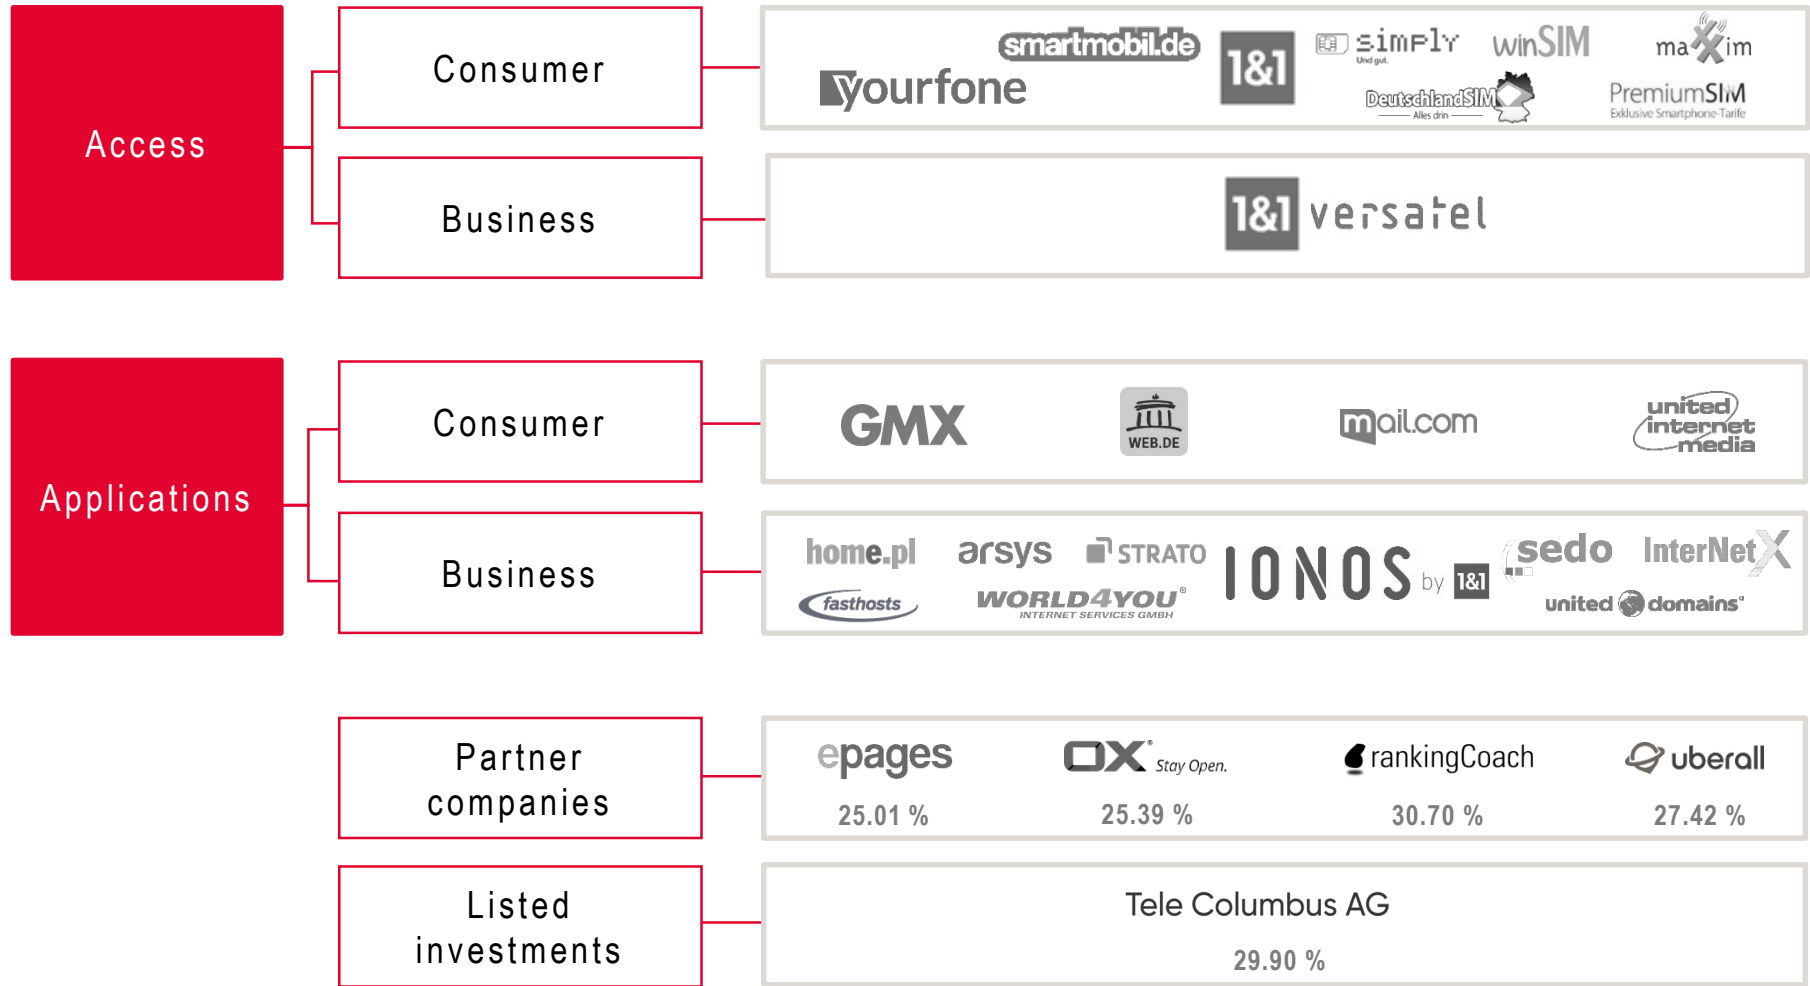 Access
Consumer
smartmobil.de
yourfone
1&1
simply
Und gut.
winSIM
maXXim
DeutschlandSIM
Alles drin
PremiumSIM
Exklusive Smartphone-Tarife
Business
1&1 versatel
Applications
Consumer
GMX
WEB.DE
mail.com
united
internet
media
Business
home.pl
arsys
STRATO
IONOS by 1&1
sedo
InterNetX
fasthosts
WORLD4YOU®
INTERNET SERVICES GMBH
united domains
Partner
companies
epages
OX® Stay Open.
rankingCoach
uberall
25.01 %
25.39 %
30.70 %
27.42 %
Listed
investments
Tele Columbus AG
29.90 %